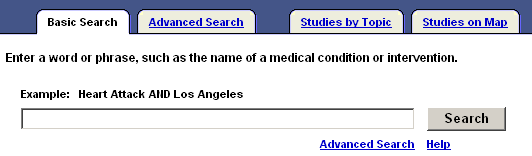 Basic Search Advanced Search Studies by Topic Studies on Map
Enter a word or phrase, such as the name of a medical condition or intervention.
Example: Heart Attack AND Los Angeles
Search
Advanced Search Help